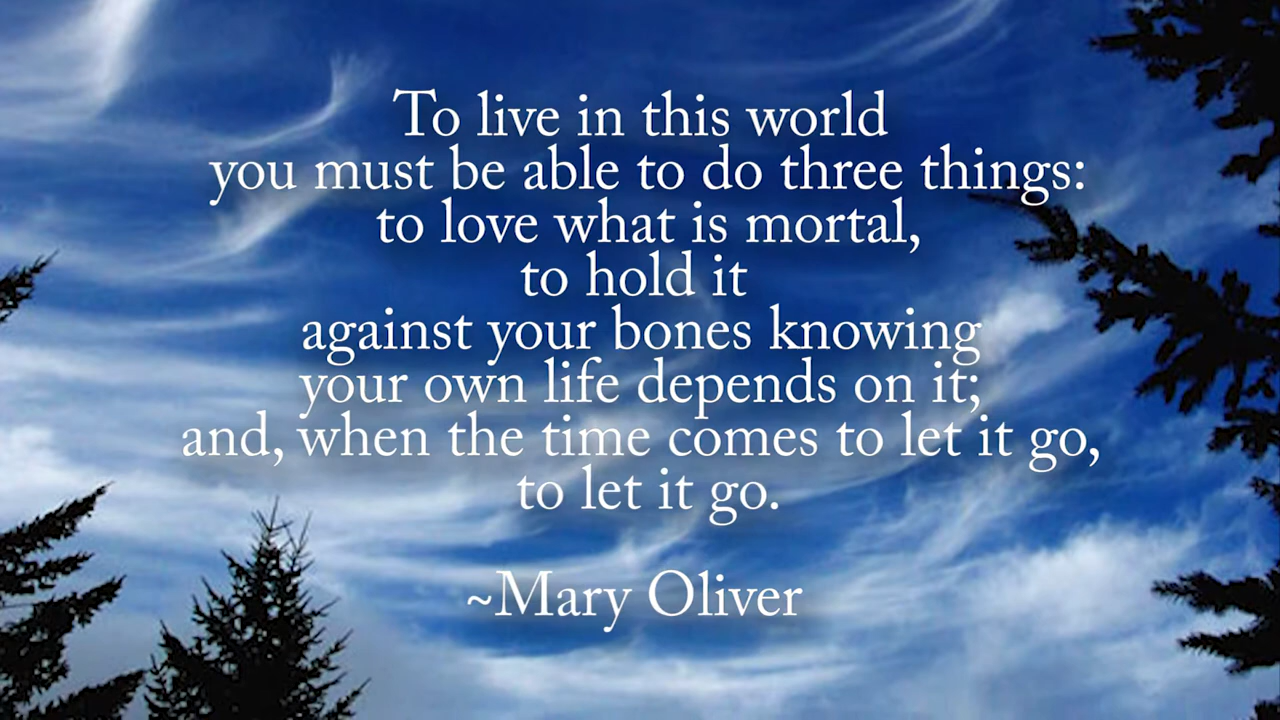 To live in this world
you must be able to do three things:
to love what is mortal,
to hold it
against your bones knowing
your own life depends on it;
and, when the time comes to let it go,
to let it go.
~Mary Oliver